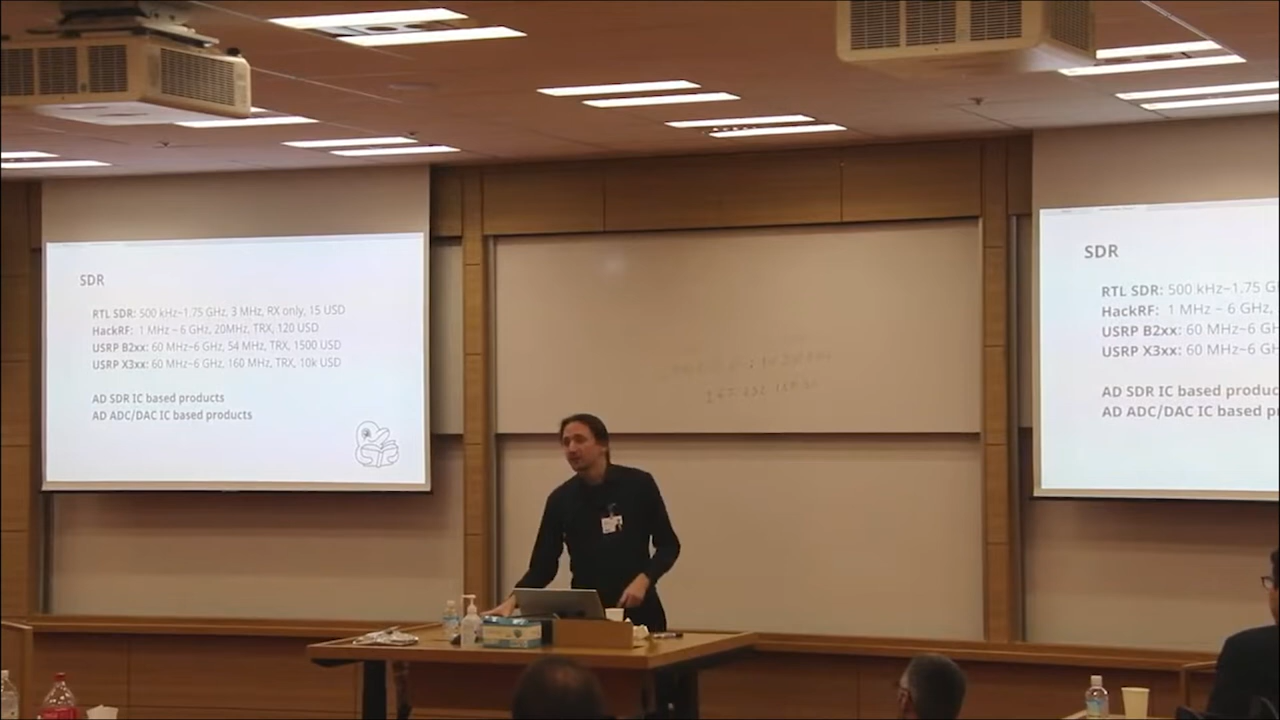 SDR
RTL SDR: 500 kHz~1.75 GHz, 3 MHz, RX only, 15 USD
HackRF: 1 MHz ~ 6 GHz, 20MHz, TRX, 120 USD
USRP B2xx: 60 MHz~6 GHz, 54 MHz, TRX, 1500 USD
USRP X3xx: 60 MHz~6 GHz, 160 MHz, TRX, 10k USD
AD SDR IC based products
AD ADC/DAC IC based products
SDR
RTL SDR: 500 kHz~1.75 G
HackRF: 1 MHz ~ 6 GHz,
USRP B2xx: 60 MHz~6 G
USRP X3xx: 60 MHz~6 G
AD SDR IC based produc
AD ADC/DAC IC based p